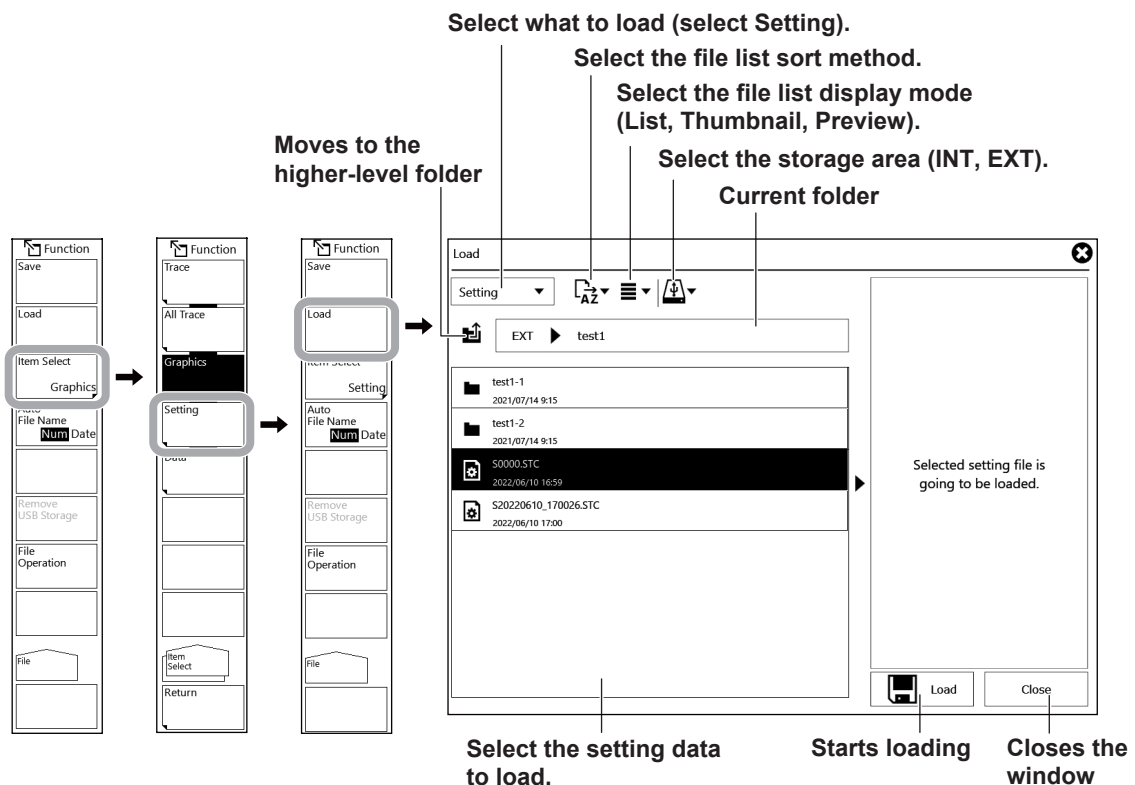 Select what to load (select Setting).
Select the file list sort method.
Select the file list display mode
(List, Thumbnail, Preview).
Moves to the
higher-level folder
Select the storage area (INT, EXT).
Current folder
Function
Save
Load
Item Select
Graphics
Auto
File Name
Num Date
Remove
USB Storage
File
Operation
File
Function
Trace
All Trace
Graphics
Setting
Data
Item
Select
Return
Function
Save
Load
Item Select
Setting
Auto
File Name
Num Date
Remove
USB Storage
File
Operation
File
Load
Setting
AZ
EXT test1
test1-1
2021/07/14 9:15
test1-2
2021/07/14 9:15
S0000.STC
2022/06/10 16:59
S20220610_170026.STC
2022/06/10 17:00
Selected setting file is
going to be loaded.
Load
Close
Select the setting data
to load.
Starts loading
Closes the
window